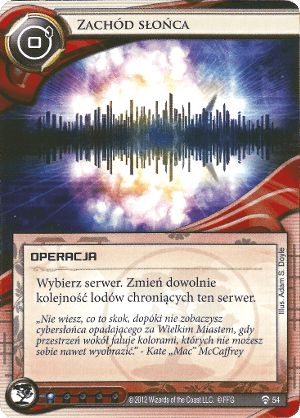 ZACHÓD SŁOŃCA
0
OPERACJA
Wybierz serwer. Zmień dowolnie
kolejność lodów chroniących ten serwer.
Nie wiesz, co to skok, dopóki nie zobaczysz
cybersłońca opadającego za Wielkim Miastem, gdy
przestrzeń wokół faluje kolorami, których nie możesz
sobie nawet wyobrazić." - Kate „Mac" McCaffrey
Illus. Adam S. Doyle
© 2012 Wizards of the Coast LLC. © FFG
54